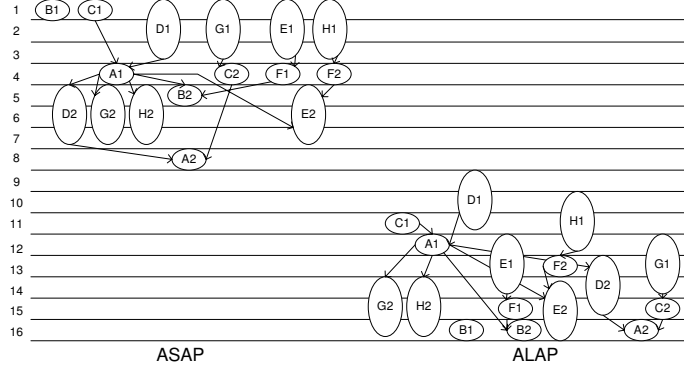 1 B1 C1
2 D1 G1 E1 H1
3
4 A1 C2 F1 F2
5 B2
6 D2 G2 H2 E2
7
8 A2
9
10 D1
11 C1 H1
12 A1
13 E1 F2 G1
14 D2
15 G2 H2 F1 E2 C2
16 B1 B2 A2
ASAP ALAP